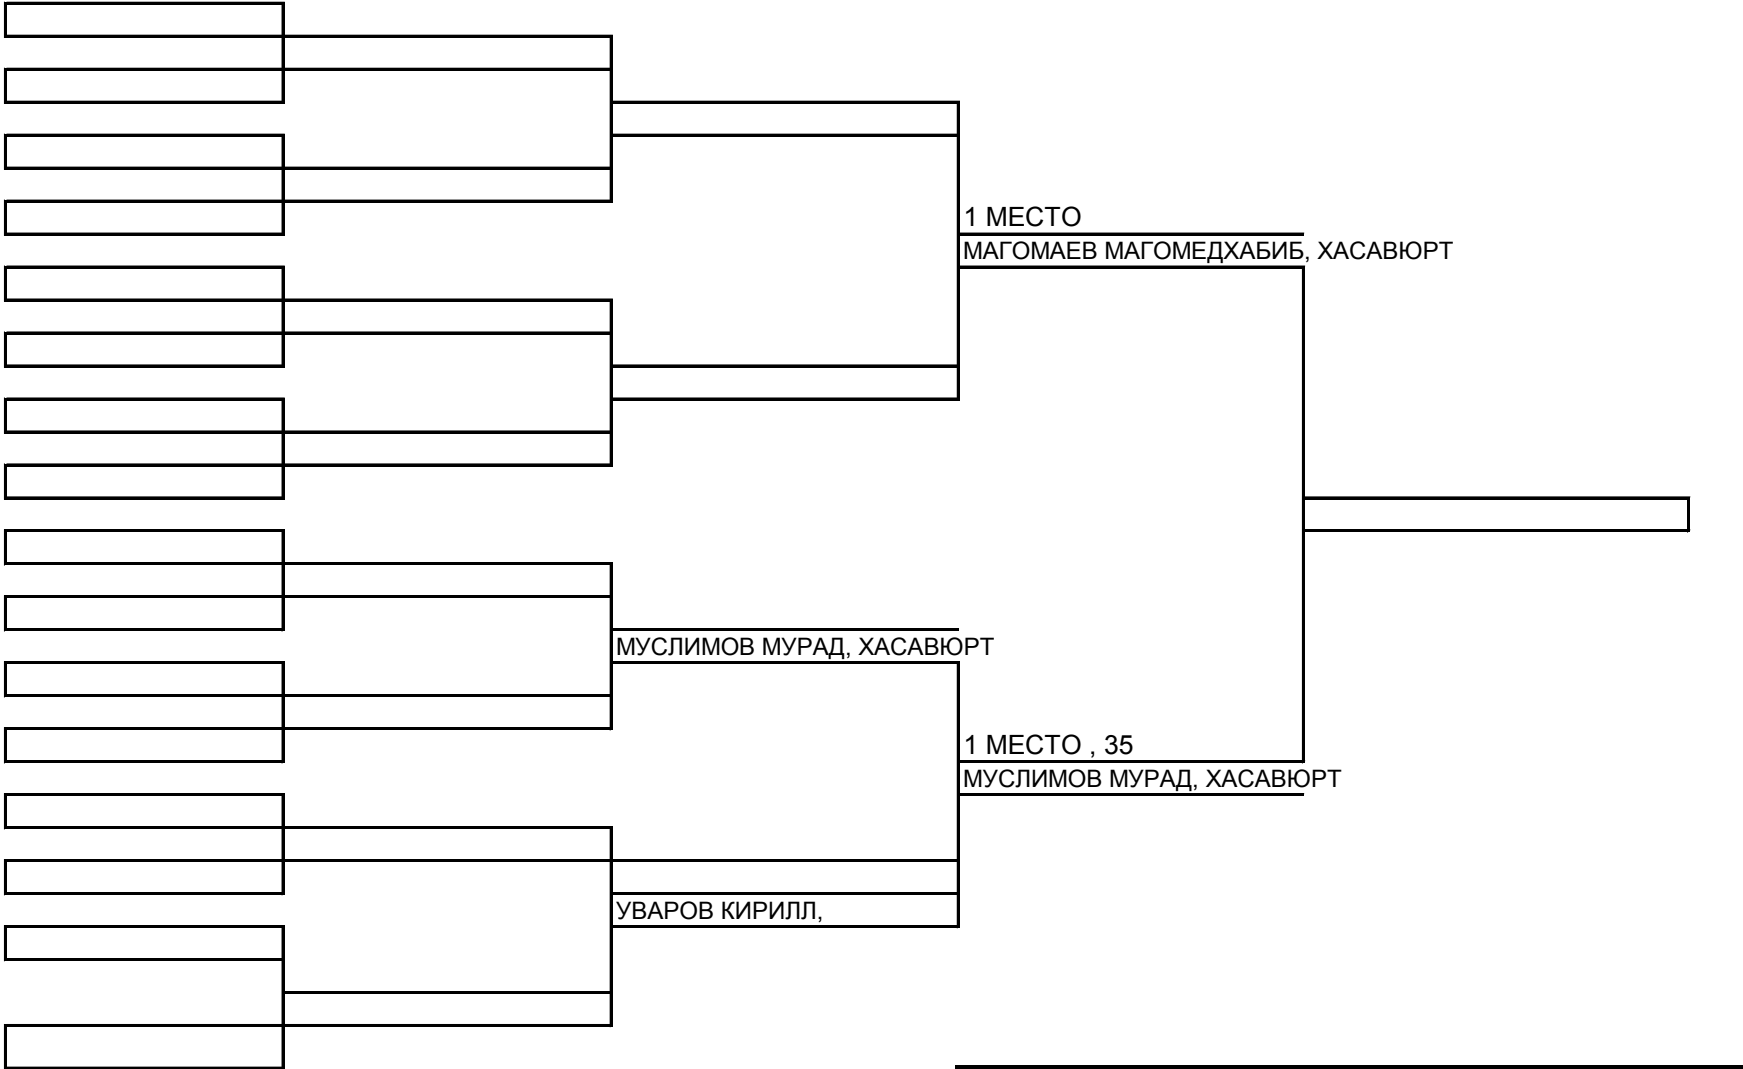 1 МЕСТО
МАГОМАЕВ МАГОМЕДХАБИБ, ХАСАВЮРТ
МУСЛИМОВ МУРАД, ХАСАВЮРТ
1 МЕСТО , 35
МУСЛИМОВ МУРАД, ХАСАВЮРТ
УВАРОВ КИРИЛЛ,